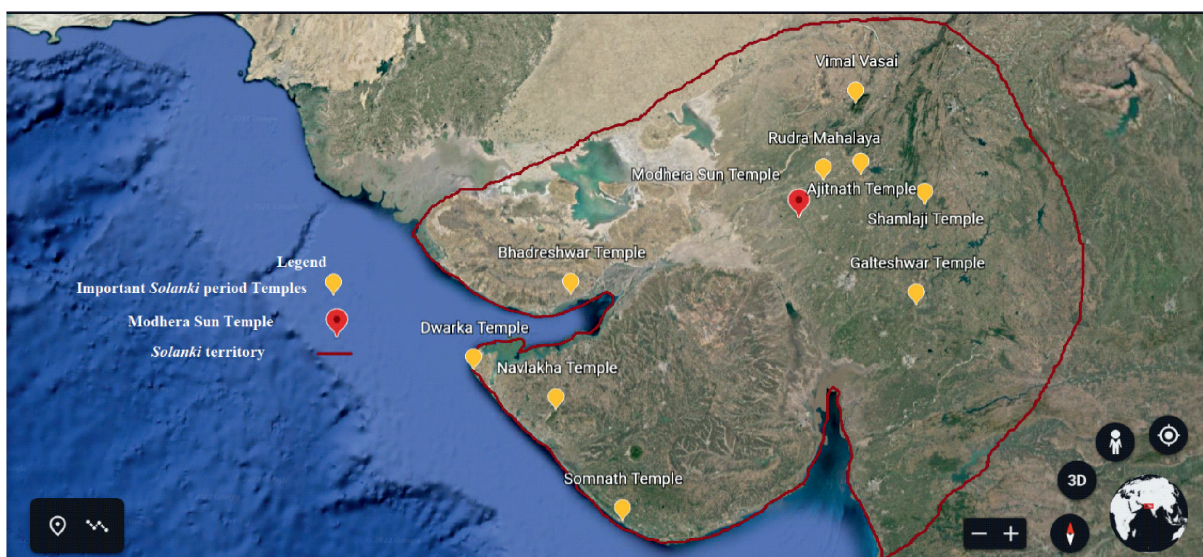 Vimal Vasai
Rudra Mahalaya
Modhera Sun Temple
Ajitnath Temple
Shamlaji Temple
Bhadreshwar Temple
Galteshwar Temple
Legend
Important Solanki period Temples
Modhera Sun Temple
Solanki territory
Dwarka Temple
Navlakha Temple
Somnath Temple
3D